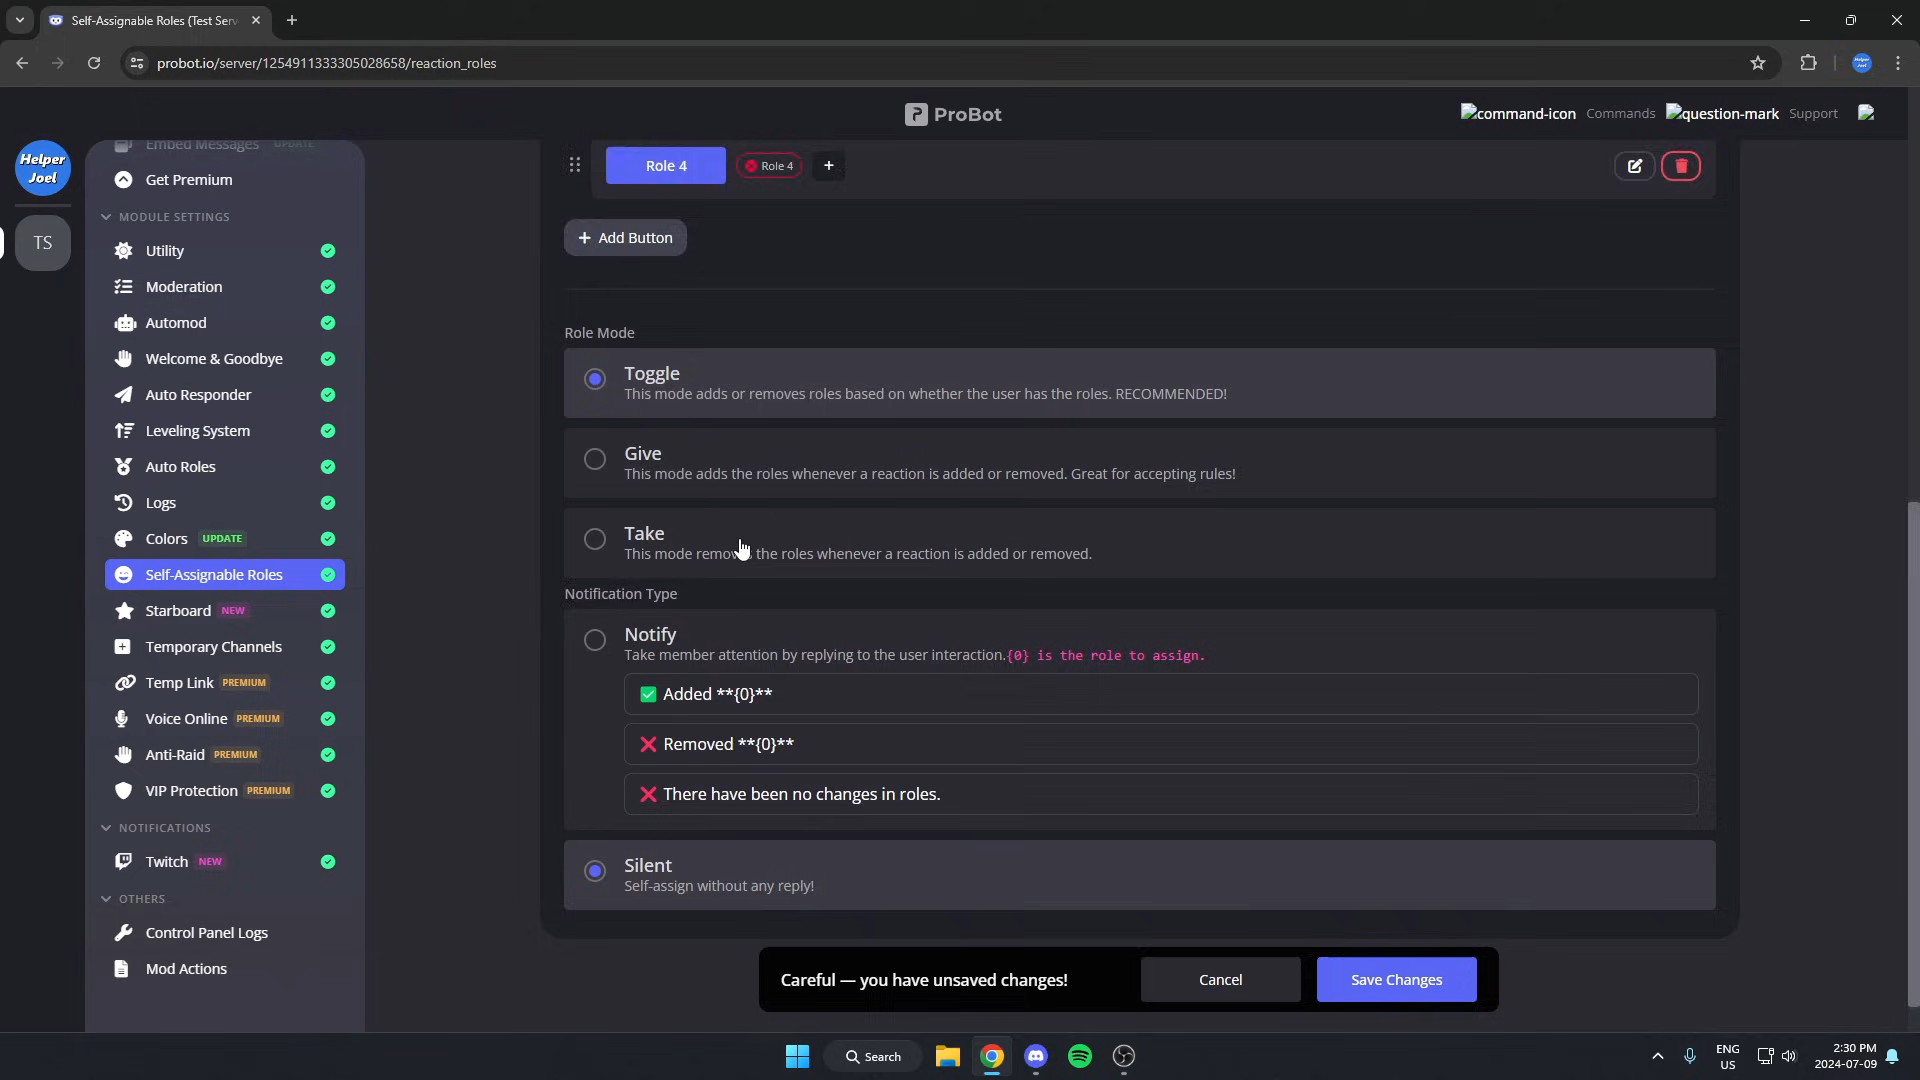 Self-Assignable Roles (Test Serv
probot.io/server/1254911333305028658/reaction_roles
ProBot
command-icon Commands question-mark Support
Helper Joel
TS
Embed Messages UPDATE
Get Premium
MODULE SETTINGS
Utility
Moderation
Automod
Welcome & Goodbye
Auto Responder
Leveling System
Auto Roles
Logs
Colors UPDATE
Self-Assignable Roles
Starboard NEW
Temporary Channels
Temp Link PREMIUM
Voice Online PREMIUM
Anti-Raid PREMIUM
VIP Protection PREMIUM
NOTIFICATIONS
Twitch NEW
OTHERS
Control Panel Logs
Mod Actions
Role 4 Role 4 +
+ Add Button
Role Mode
Toggle
This mode adds or removes roles based on whether the user has the roles. RECOMMENDED!
Give
This mode adds the roles whenever a reaction is added or removed. Great for accepting rules!
Take
This mode removes the roles whenever a reaction is added or removed.
Notification Type
Notify
Take member attention by replying to the user interaction.{0} is the role to assign.
✅ Added **{0}**
❌ Removed **{0}**
❌ There have been no changes in roles.
Silent
Self-assign without any reply!
Careful — you have unsaved changes! Cancel Save Changes
Search
ENG
US
2:30 PM
2024-07-09